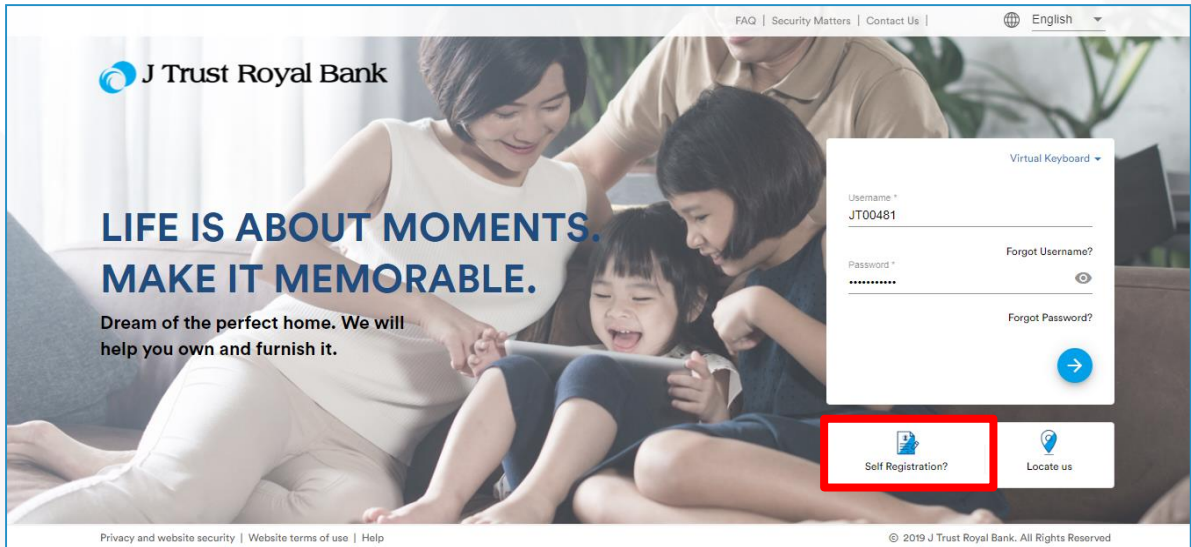 FAQ | Security Matters | Contact Us | English
J Trust Royal Bank
Virtual Keyboard
Username *
JT00481
Forgot Username?
Password *
•••••••••••
Forgot Password?
LIFE IS ABOUT MOMENTS.
MAKE IT MEMORABLE.
Dream of the perfect home. We will
help you own and furnish it.
Self Registration?
Locate us
Privacy and website security | Website terms of use | Help
© 2019 J Trust Royal Bank. All Rights Reserved